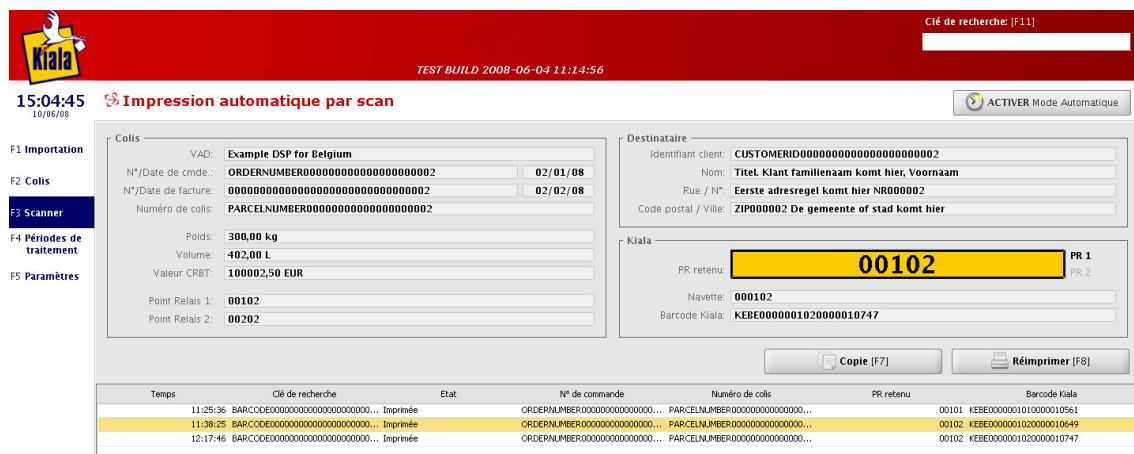 Kiala
Clé de recherche: [F11]
TEST BUILD 2008-06-04 11:14:56
15:04:45
10/06/08
Impression automatique par scan
ACTIVER Mode Automatique
F1 Importation
F2 Colis
F3 Scanner
F4 Périodes de
traitement
F5 Paramètres
Colis
VAD: Example DSP for Belgium
N°/Date de cmde.: ORDERNUMBER000000000000000000002 02/01/08
N°/Date de facture: 00000000000000000000000000000002 02/02/08
Numéro de colis: PARCELNUMBER00000000000000000002
Poids: 300,00 kg
Volume: 402,00 L
Valeur CRBT: 100002,50 EUR
Point Relais 1: 00102
Point Relais 2: 00202
Destinataire
Identifiant client: CUSTOMERID0000000000000000000002
Nom: Titel. Klant familienaam komt hier, Voornaam
Rue / N°: Eerste adresregel komt hier NR000002
Code postal / Ville: ZIP000002 De gemeente of stad komt hier
Kiala
PR retenu: 00102 PR 1
PR 2
Navette: 000102
Barcode Kiala: KEBE0000001020000010747
Copie [F7] Réimprimer [F8]
Temps Clé de recherche Etat N° de commande Numéro de colis PR retenu Barcode Kiala
11:25:36 BARCODE000000000000000000000... Imprimée ORDERNUMBER000000000000000... PARCELNUMBER000000000000000... 00101 KEBE0000001010000010561
11:38:25 BARCODE000000000000000000000... Imprimée ORDERNUMBER000000000000000... PARCELNUMBER000000000000000... 00102 KEBE0000001020000010649
12:17:46 BARCODE000000000000000000000... Imprimée ORDERNUMBER000000000000000... PARCELNUMBER000000000000000... 00102 KEBE0000001020000010747